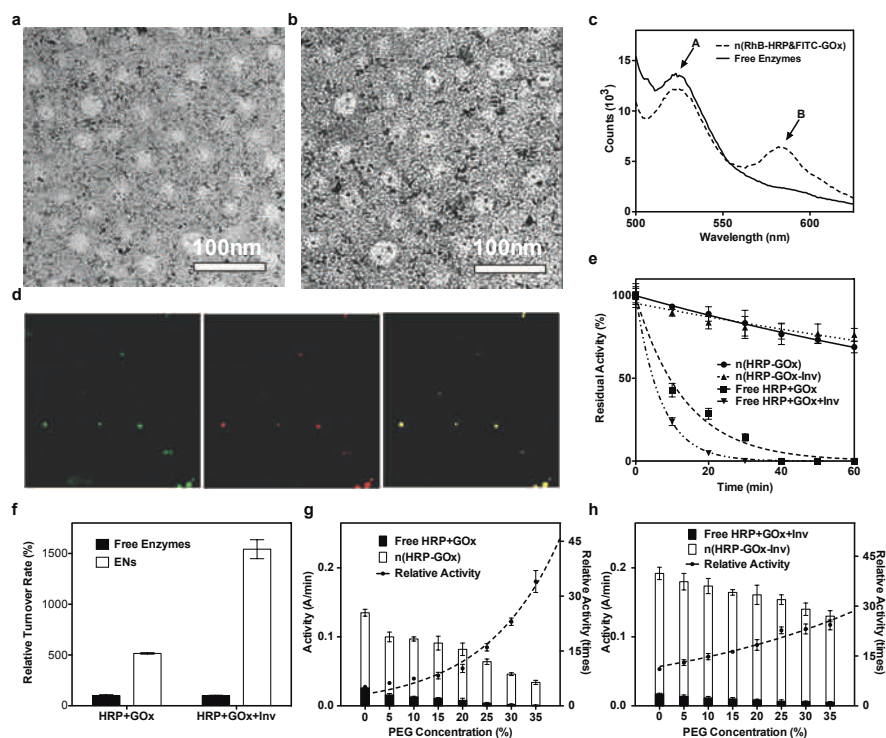 a
b
c
100nm
100nm
n(RhB-HRP&FITC-GOx)
Free Enzymes
A
B
Counts (10³)
15
10
5
0
500
550
600
Wavelength (nm)
d
e
Residual Activity (%)
100
50
0
n(HRP-GOx)
n(HRP-GOx-Inv)
Free HRP+GOx
Free HRP+GOx+Inv
0
20
40
60
Time (min)
f
Relative Turnover Rate (%)
Free Enzymes
ENs
1500
1000
500
0
HRP+GOx
HRP+GOx+Inv
g
Free HRP+GOx
n(HRP-GOx)
Relative Activity
Activity (A/min)
0.2
0.1
0.0
45
30
15
0
Relative Activity (times)
0 5 10 15 20 25 30 35
PEG Concentration (%)
h
Free HRP+GOx+Inv
n(HRP-GOx-Inv)
Relative Activity
Activity (A/min)
0.2
0.1
0.0
45
30
15
0
Relative Activity (times)
0 5 10 15 20 25 30 35
PEG Concentration (%)